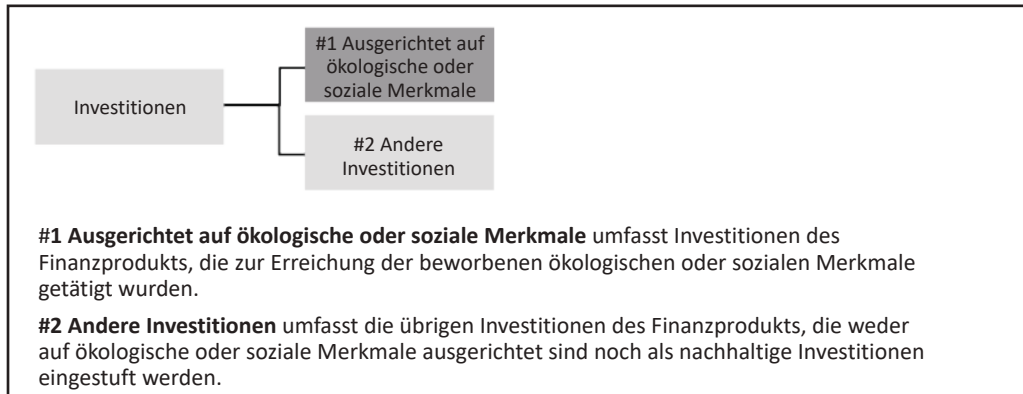 #1 Ausgerichtet auf
ökologische oder
soziale Merkmale
Investitionen
#2 Andere
Investitionen
#1 Ausgerichtet auf ökologische oder soziale Merkmale umfasst Investitionen des
Finanzprodukts, die zur Erreichung der beworbenen ökologischen oder sozialen Merkmale
getätigt wurden.
#2 Andere Investitionen umfasst die übrigen Investitionen des Finanzprodukts, die weder
auf ökologische oder soziale Merkmale ausgerichtet sind noch als nachhaltige Investitionen
eingestuft werden.